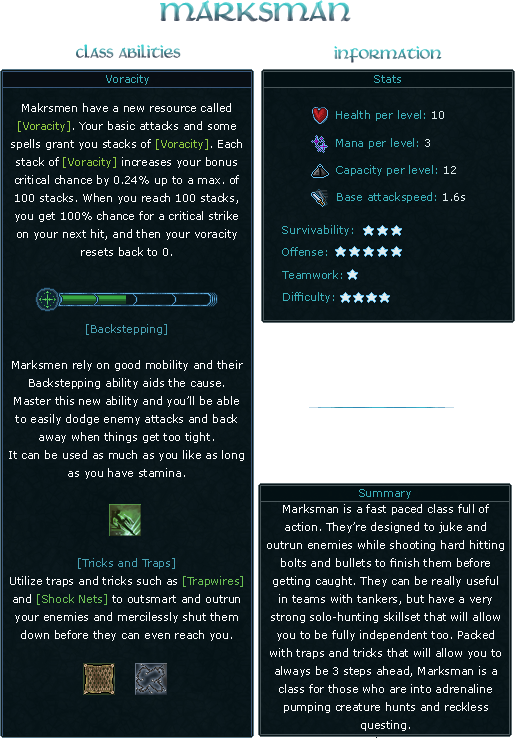 MARKSMAN
CLASS ABILITIES
Voracity
Makrsmen have a new resource called
[Voracity]. Your basic attacks and some
spells grant you stacks of [Voracity]. Each
stack of [Voracity] increases your bonus
critical chance by 0.24% up to a max. of
100 stacks. When you reach 100 stacks,
you get 100% chance for a critical strike
on your next hit, and then your voracity
resets back to 0.
[Backstepping]
Marksmen rely on good mobility and their
Backstepping ability aids the cause.
Master this new ability and you'll be able
to easily dodge enemy attacks and back
away when things get too tight.
It can be used as much as you like as long
as you have stamina.
[Tricks and Traps]
Utilize traps and tricks such as [Trapwires]
and [Shock Nets] to outsmart and outrun
your enemies and mercilessly shut them
down before they can even reach you.
INFORMATION
Stats
Health per level: 10
Mana per level: 3
Capacity per level: 12
Base attackspeed: 1.6s
Survivability:
Offense:
Teamwork:
Difficulty:
Summary
Marksman is a fast paced class full of
action. They're designed to juke and
outrun enemies while shooting hard hitting
bolts and bullets to finish them before
getting caught. They can be really useful
in teams with tankers, but have a very
strong solo-hunting skillset that will allow
you to be fully independent too. Packed
with traps and tricks that will allow you to
always be 3 steps ahead, Marksman is a
class for those who are into adrenaline
pumping creature hunts and reckless
questing.